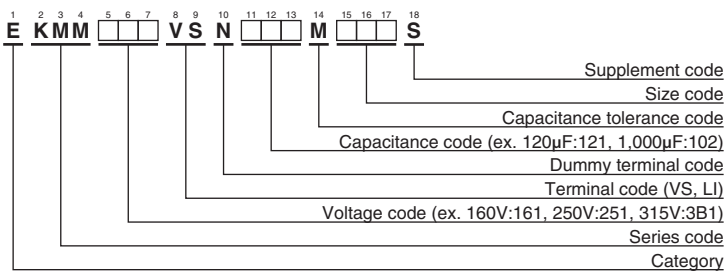 1 2 3 4 5 6 7 8 9 10 11 12 13 14 15 16 17 18
E KMM □□□ VS N □□□ M □□□ S
Supplement code
Size code
Capacitance tolerance code
Capacitance code (ex. 120μF:121, 1,000μF:102)
Dummy terminal code
Terminal code (VS, LI)
Voltage code (ex. 160V:161, 250V:251, 315V:3B1)
Series code
Category